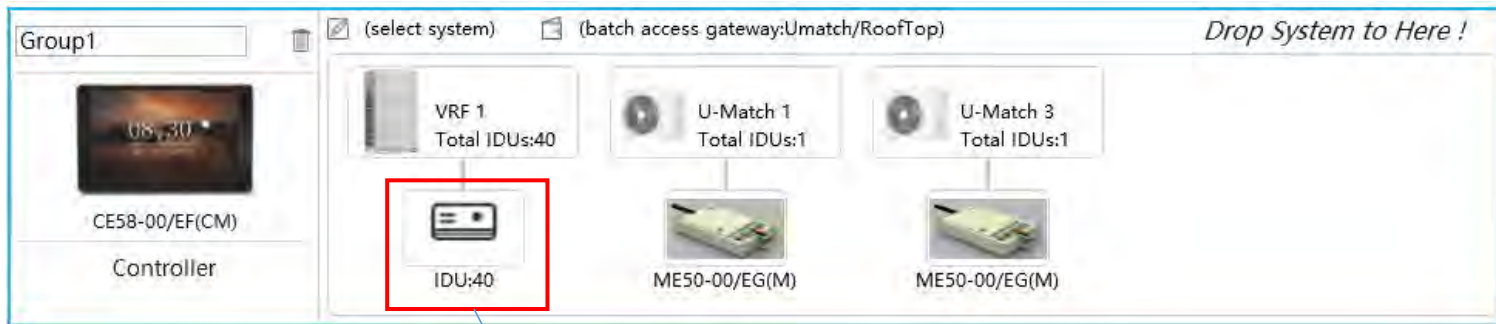 Group1
(select system)
(batch access gateway:Umatch/RoofTop)
Drop System to Here !
08:30
CE58-00/EF(CM)
Controller
VRF 1
Total IDUs:40
IDU:40
U-Match 1
Total IDUs:1
ME50-00/EG(M)
U-Match 3
Total IDUs:1
ME50-00/EG(M)